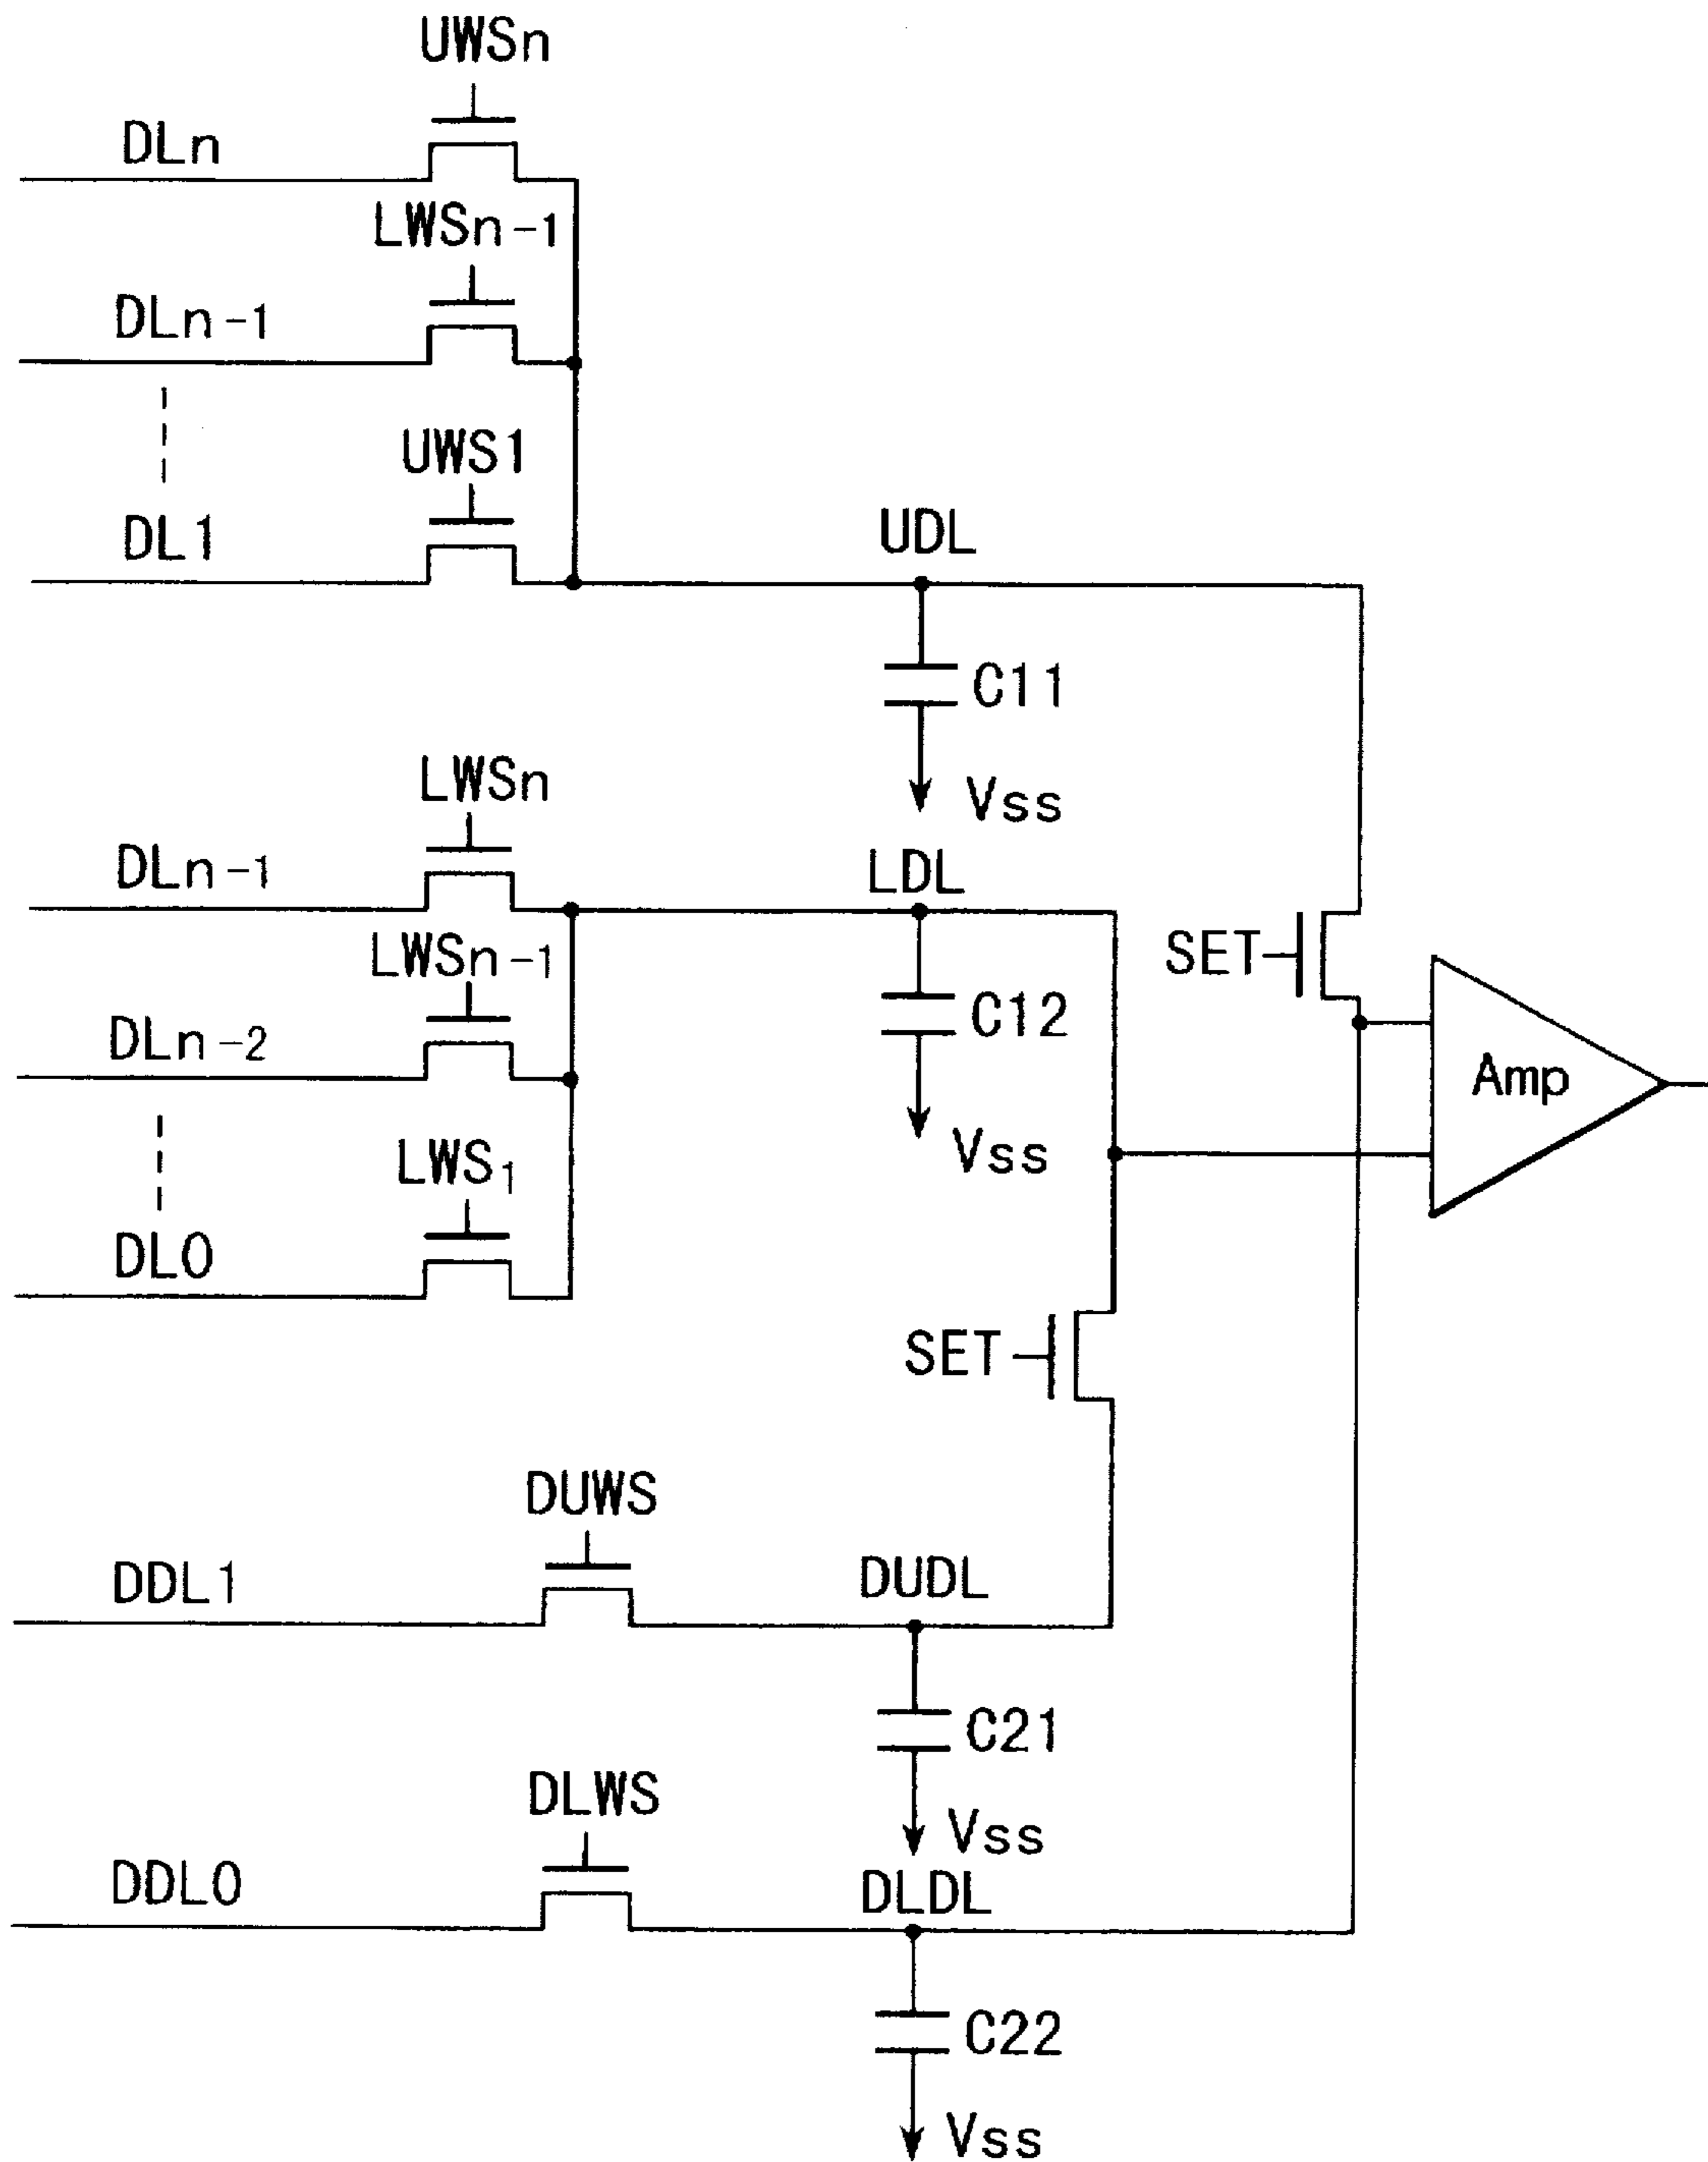 UWSn
DLn
LWSn-1
DLn-1
UWS1
DL1
UDL
C11
Vss
LWSn
DLn-1
LDL
LWSn-1
SET
C12
DLn-2
Amp
Vss
LWS1
DL0
SET
DUWS
DDL1
DUDL
C21
DLWS
Vss
DDL0
DLDL
C22
Vss